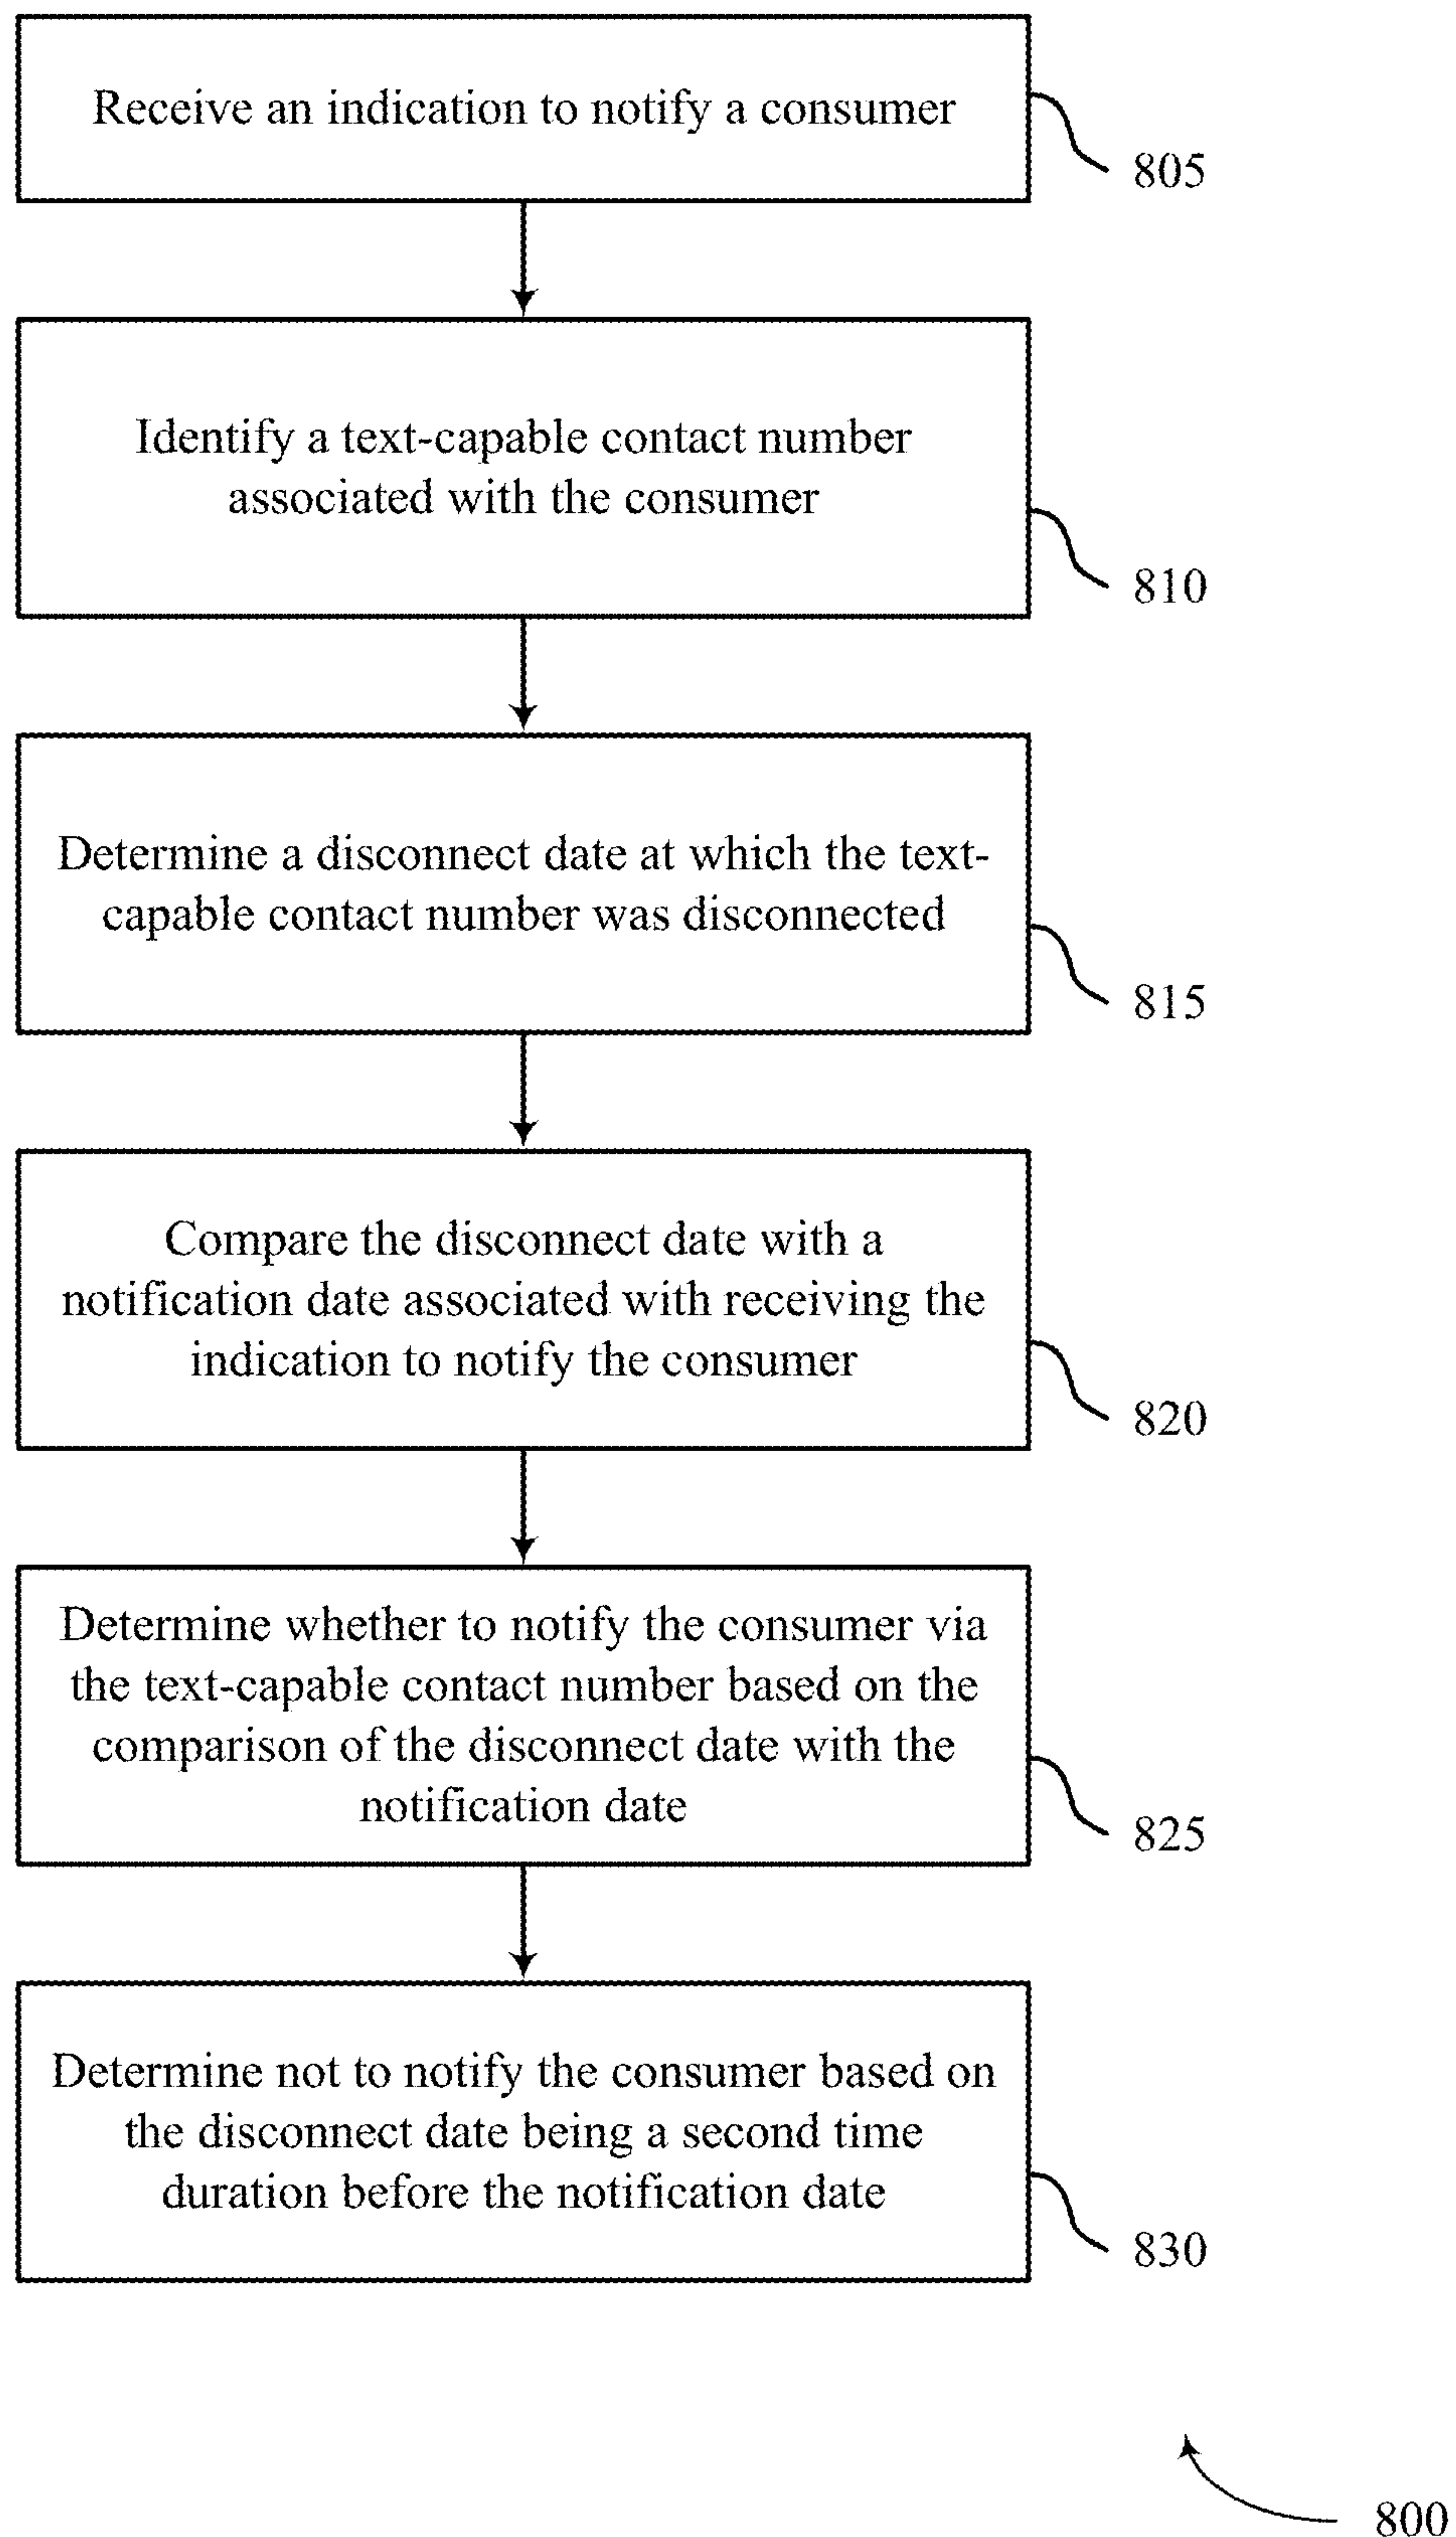 Receive an indication to notify a consumer
805
Identify a text-capable contact number
associated with the consumer
810
Determine a disconnect date at which the text-
capable contact number was disconnected
815
Compare the disconnect date with a
notification date associated with receiving the
indication to notify the consumer
820
Determine whether to notify the consumer via
the text-capable contact number based on the
comparison of the disconnect date with the
notification date
825
Determine not to notify the consumer based on
the disconnect date being a second time
duration before the notification date
830
800